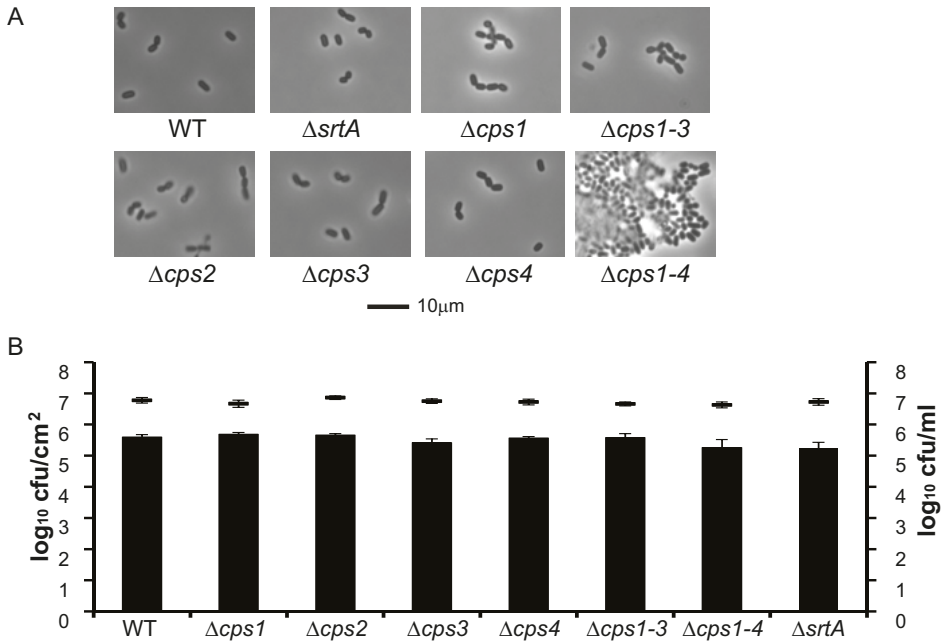 A
WT ΔsrtA Δcps1 Δcps1-3
Δcps2 Δcps3 Δcps4 Δcps1-4
10μm
B
log10 cfu/cm2
8
7
6
5
4
3
2
1
0
8
7
6
5
4
3
2
1
0
log10 cfu/ml
WT Δcps1 Δcps2 Δcps3 Δcps4 Δcps1-3 Δcps1-4 ΔsrtA